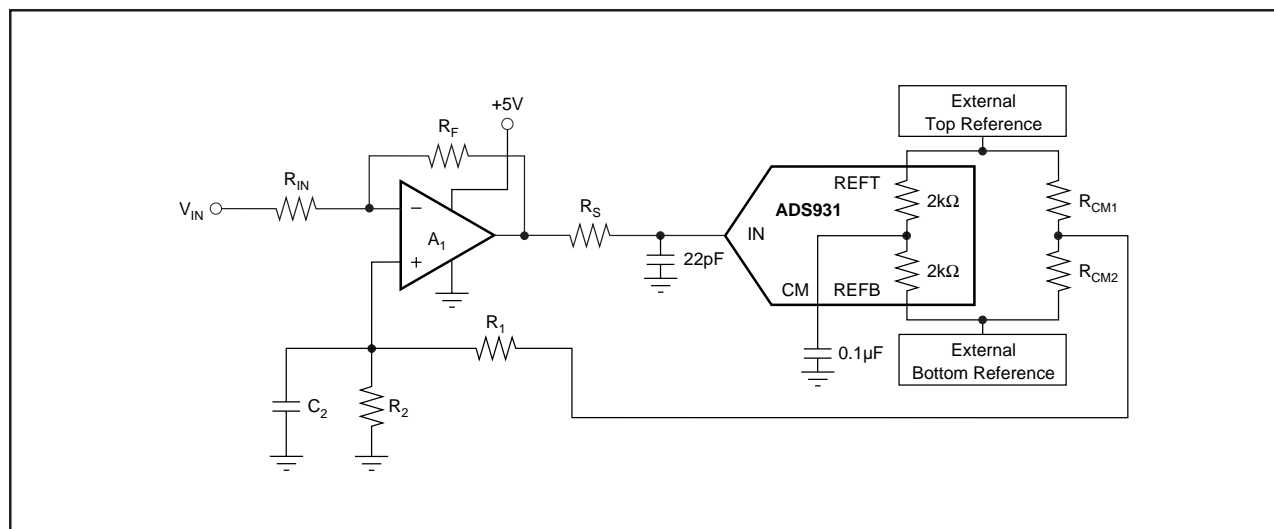 External
Top Reference
+5V
R_F
R_IN
V_IN
−
A_1
+
R_S
22pF
REFT
ADS931
IN
2kΩ
2kΩ
CM
REFB
R_CM1
R_CM2
0.1µF
External
Bottom Reference
R_1
C_2
R_2